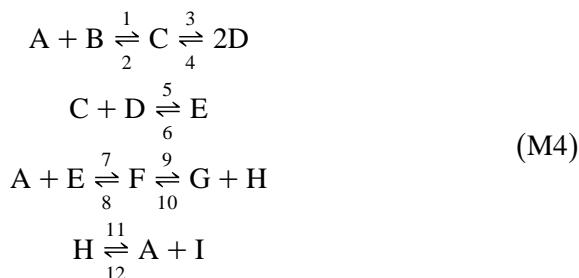 A + B ⇌ C ⇌ 2D
1 3
2 4
C + D ⇌ E
5
6
(M4)
A + E ⇌ F ⇌ G + H
7 9
8 10
H ⇌ A + I
11
12